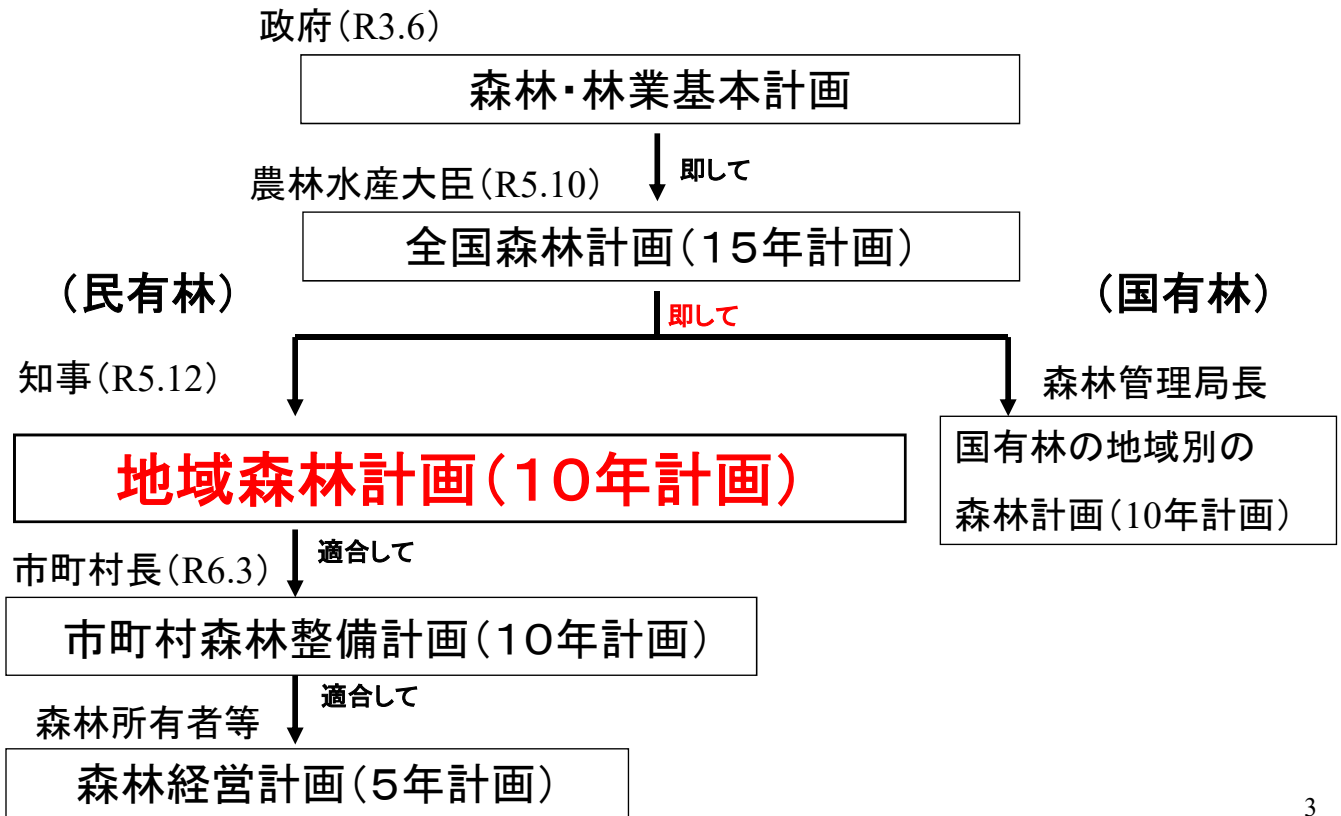 政府（R3.6）
森林・林業基本計画
即して
農林水産大臣（R5.10）
全国森林計画（１５年計画）
（民有林）
（国有林）
即して
知事（R5.12）
森林管理局長
地域森林計画（１０年計画）
国有林の地域別の
森林計画（10年計画）
適合して
市町村長（R6.3）
市町村森林整備計画（１０年計画）
適合して
森林所有者等
森林経営計画（５年計画）
3